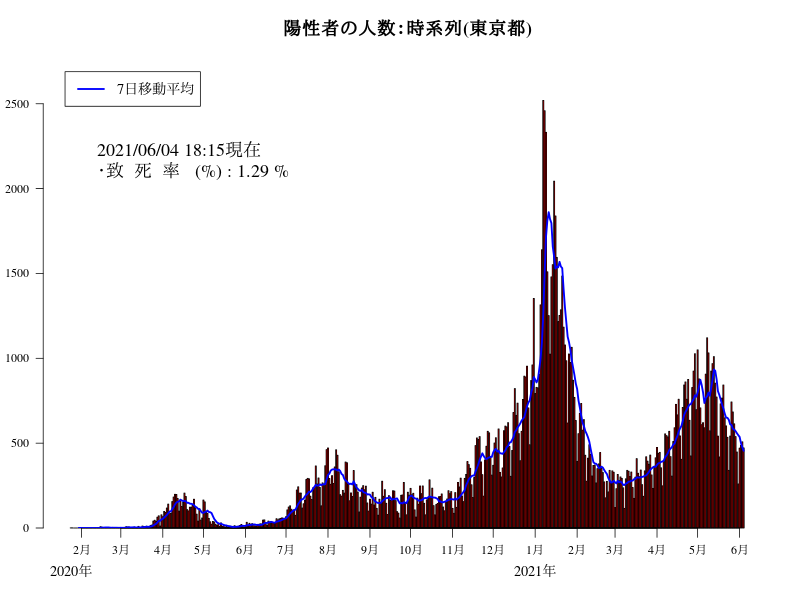 陽性者の人数：時系列(東京都)
7日移動平均
2021/06/04 18:15現在
・致 死 率 (%) : 1.29 %
2500
2000
1500
1000
500
0
2月 3月 4月 5月 6月 7月 8月 9月 10月 11月 12月 1月 2月 3月 4月 5月 6月
2020年 2021年